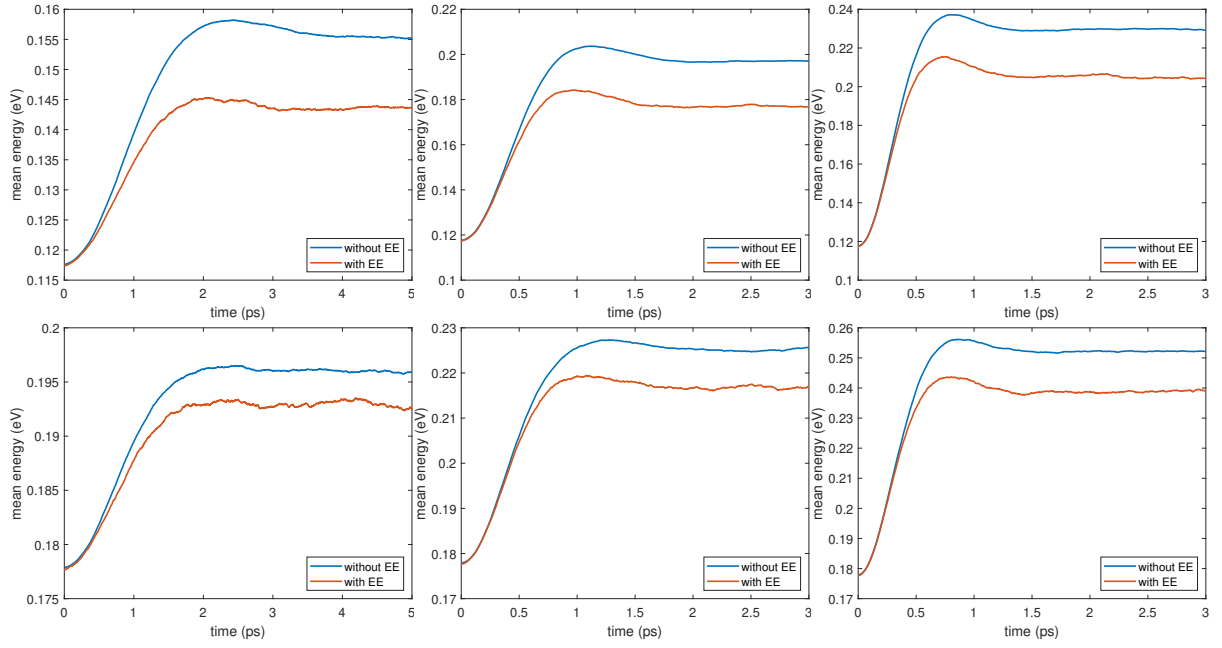 0.16
0.155
0.15
0.145
0.14
0.135
0.13
0.125
0.12
0.115
mean energy (eV)
0 1 2 3 4 5
time (ps)
without EE
with EE
0.22
0.2
0.18
0.16
0.14
0.12
0.1
mean energy (eV)
0 0.5 1 1.5 2 2.5 3
time (ps)
without EE
with EE
0.24
0.22
0.2
0.18
0.16
0.14
0.12
0.1
mean energy (eV)
0 0.5 1 1.5 2 2.5 3
time (ps)
without EE
with EE
0.2
0.195
0.19
0.185
0.18
0.175
mean energy (eV)
0 1 2 3 4 5
time (ps)
without EE
with EE
0.23
0.22
0.21
0.2
0.19
0.18
0.17
mean energy (eV)
0 0.5 1 1.5 2 2.5 3
time (ps)
without EE
with EE
0.26
0.25
0.24
0.23
0.22
0.21
0.2
0.19
0.18
0.17
mean energy (eV)
0 0.5 1 1.5 2 2.5 3
time (ps)
without EE
with EE